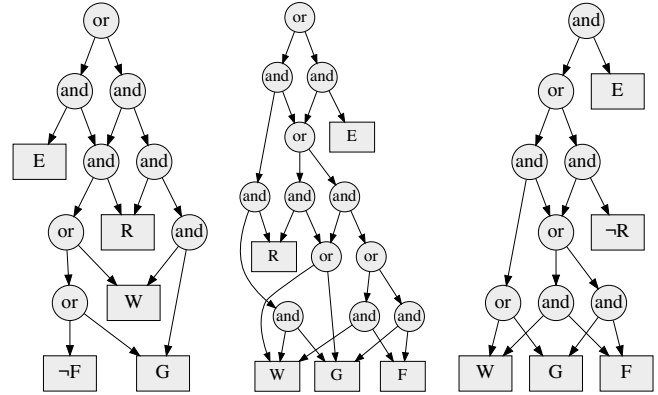 or
and and
E and and
or R and
or W
¬F G
or
and and
or E
and and and
R or or
and and and
W G F
and
or E
and and
or ¬R
or and and
W G F